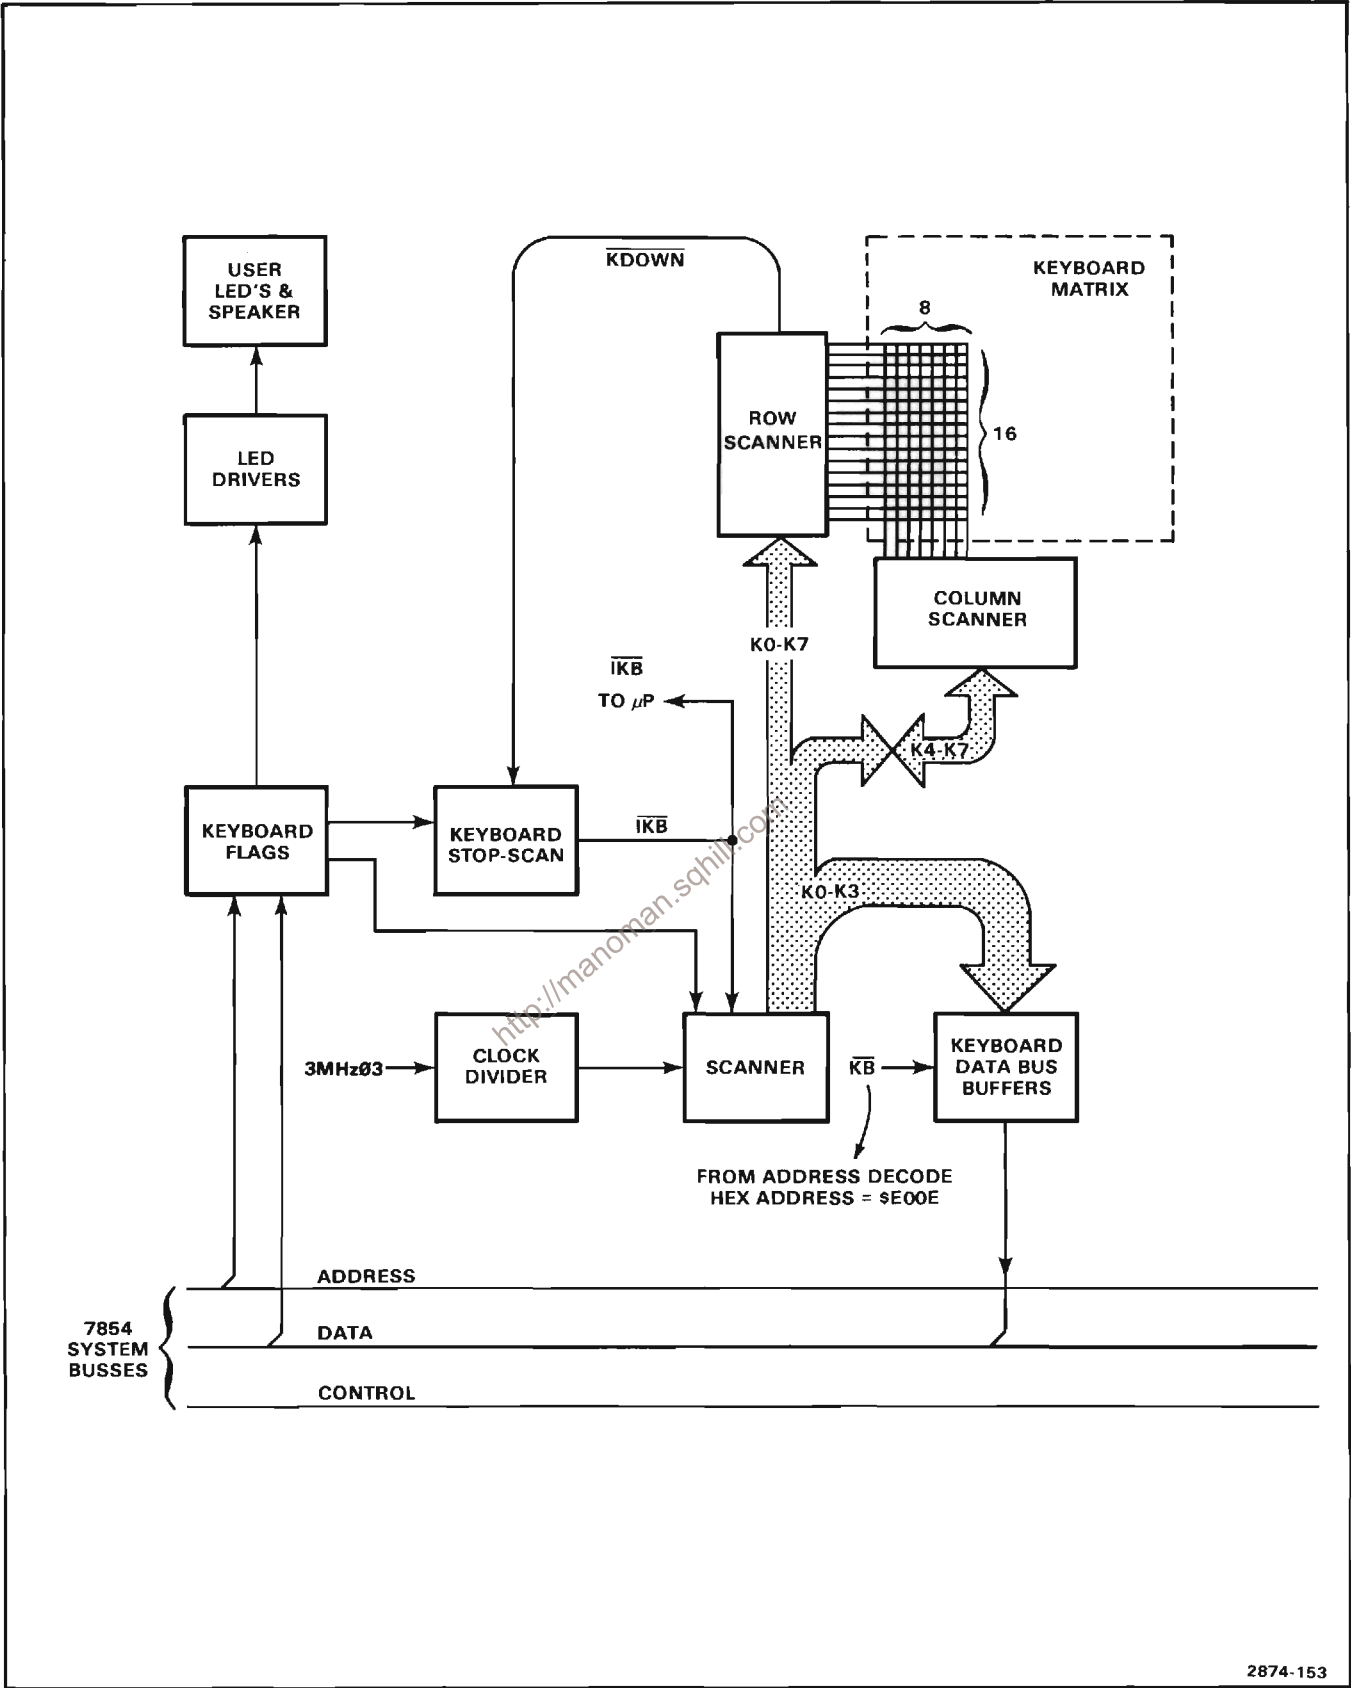 KDOWN
KEYBOARD
MATRIX
USER
LED'S &
SPEAKER
8
ROW
SCANNER
16
LED
DRIVERS
COLUMN
SCANNER
K0-K7
IKB
TO μP
K4-K7
KEYBOARD
FLAGS
KEYBOARD
STOP-SCAN
IKB
K0-K3
http://manoman.sqhill.com
3MHzØ3
CLOCK
DIVIDER
SCANNER
KB
KEYBOARD
DATA BUS
BUFFERS
FROM ADDRESS DECODE
HEX ADDRESS = $E00E
ADDRESS
7854
SYSTEM
BUSSES
DATA
CONTROL
2874-153